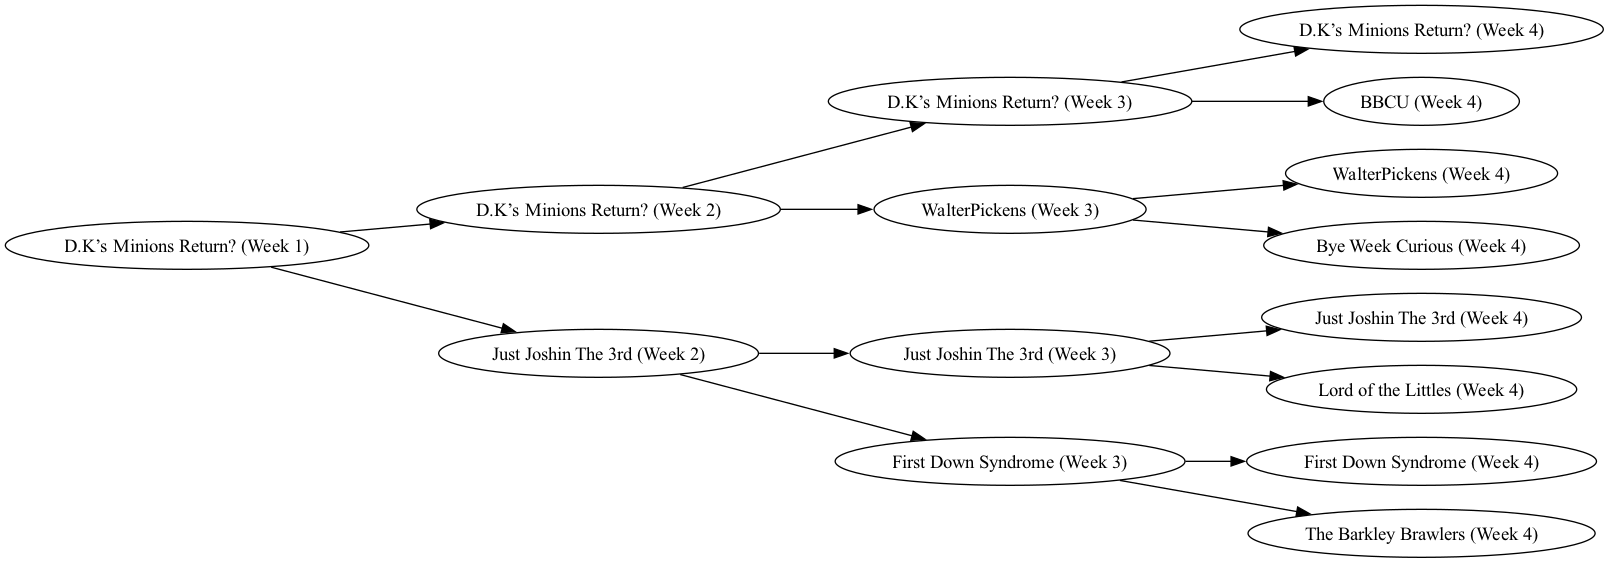 D.K’s Minions Return? (Week 1)
D.K’s Minions Return? (Week 2)
Just Joshin The 3rd (Week 2)
D.K’s Minions Return? (Week 3)
WalterPickens (Week 3)
Just Joshin The 3rd (Week 3)
First Down Syndrome (Week 3)
D.K’s Minions Return? (Week 4)
BBCU (Week 4)
WalterPickens (Week 4)
Bye Week Curious (Week 4)
Just Joshin The 3rd (Week 4)
Lord of the Littles (Week 4)
First Down Syndrome (Week 4)
The Barkley Brawlers (Week 4)